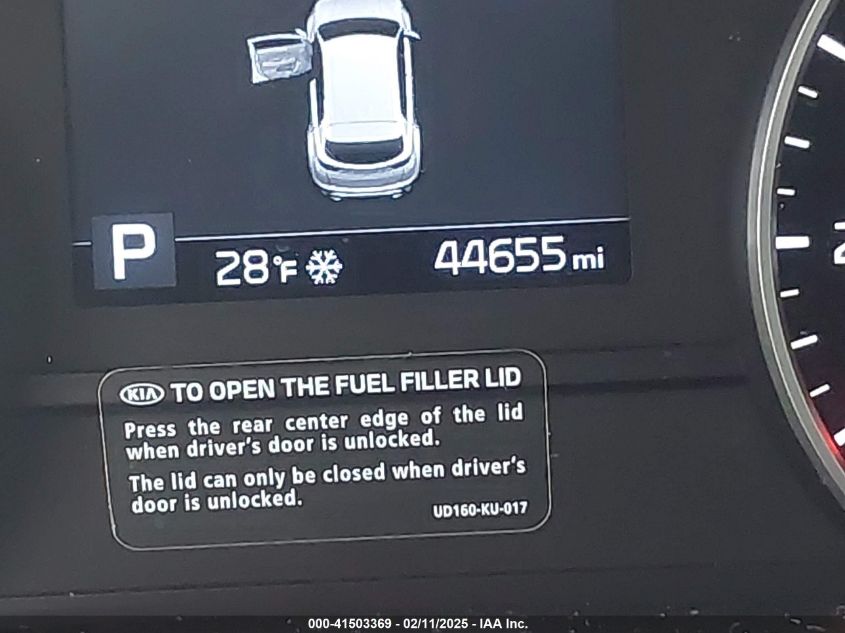 P
28°F
44655 mi
KIA TO OPEN THE FUEL FILLER LID
Press the rear center edge of the lid
when driver's door is unlocked.
The lid can only be closed when driver's
door is unlocked.
UD160-KU-017
000-41503369 - 02/11/2025 - IAA Inc.